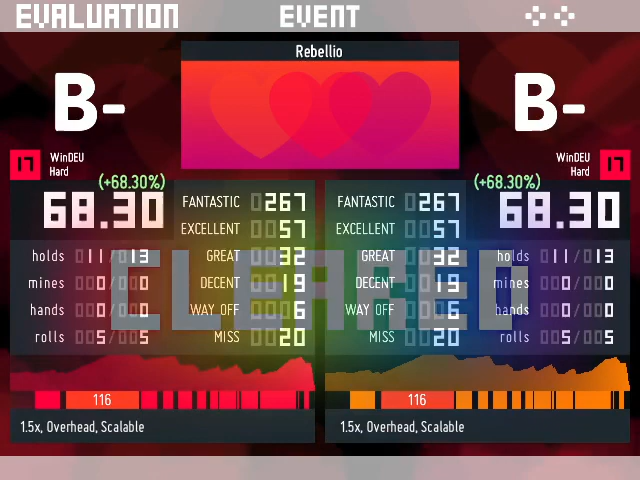 EVALUATION EVENT
Rebellio
B-
B-
17
WinDEU
Hard
WinDEU
Hard
17
(+68.30%)
68.30
(+68.30%)
68.30
FANTASTIC 0267
EXCELLENT 0057
GREAT 0032
DECENT 0019
WAY OFF 0006
MISS 0020
FANTASTIC 0267
EXCELLENT 0057
GREAT 0032
DECENT 0019
WAY OFF 0006
MISS 0020
holds 011/013
mines 000/000
hands 000/000
rolls 005/005
holds 011/013
mines 000/000
hands 000/000
rolls 005/005
CLEARED
116
116
1.5x, Overhead, Scalable
1.5x, Overhead, Scalable